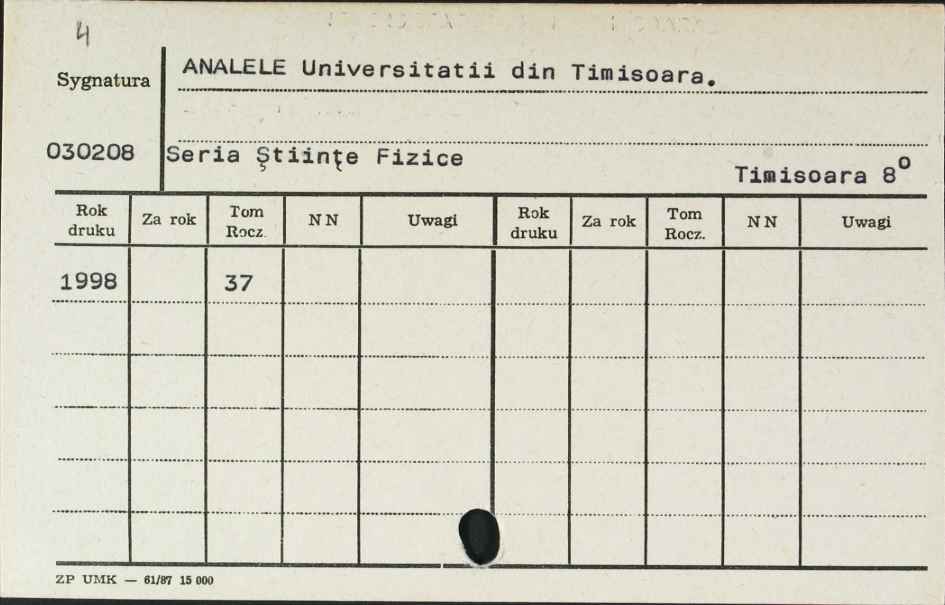 4
Sygnatura
ANALELE Universitatii din Timisoara.
030208
Seria Ştiinţe Fizice
Timisoara 8⁰
Rok druku Za rok Tom Rocz. N N Uwagi Rok druku Za rok Tom Rocz. N N Uwagi
1998 37
ZP UMK — 61/87 15 000